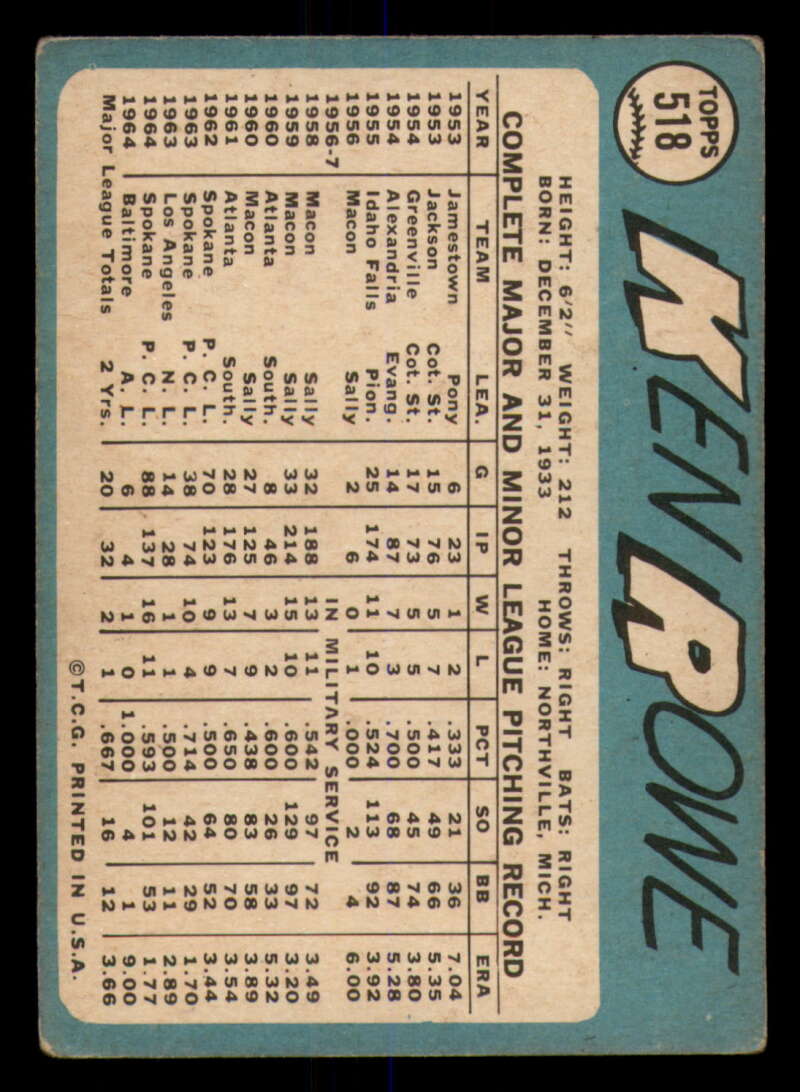 TOPPS
518
KEN ROWE
HEIGHT: 6'2" WEIGHT: 212 THROWS: RIGHT BATS: RIGHT
BORN: DECEMBER 31, 1933 HOME: NORTHVILLE, MICH.
COMPLETE MAJOR AND MINOR LEAGUE PITCHING RECORD
YEAR TEAM LEA. G IP W L PCT SO BB ERA
1953 Jamestown Pony 6 23 1 2 .333 21 36 7.04
1953 Jackson Cot. St. 15 76 5 7 .417 49 66 5.35
1954 Greenville Cot. St. 17 73 5 5 .500 45 74 3.80
1954 Alexandria Evang. 14 87 7 3 .700 68 87 5.28
1955 Idaho Falls Pion. 25 174 11 10 .524 113 92 3.92
1956 Macon Sally 2 6 0 1 .000 2 4 6.00
1956-7 IN MILITARY SERVICE
1958 Macon Sally 32 188 13 11 .542 97 72 3.49
1959 Macon Sally 33 214 15 10 .600 129 97 3.20
1960 Atlanta South. 8 46 3 2 .600 26 33 5.32
1960 Macon Sally 27 125 7 9 .438 83 58 3.89
1961 Atlanta South. 28 176 13 7 .650 80 70 3.54
1962 Spokane P. C. L. 70 123 9 9 .500 64 52 3.44
1963 Spokane P. C. L. 38 74 10 4 .714 42 29 1.70
1963 Los Angeles N. L. 14 28 1 1 .500 12 11 2.89
1964 Spokane P. C. L. 88 137 16 11 .593 101 53 1.77
1964 Baltimore A. L. 6 4 1 0 1.000 4 1 9.00
Major League Totals 2 Yrs. 20 32 2 1 .667 16 12 3.66
©T.C.G. PRINTED IN U.S.A.